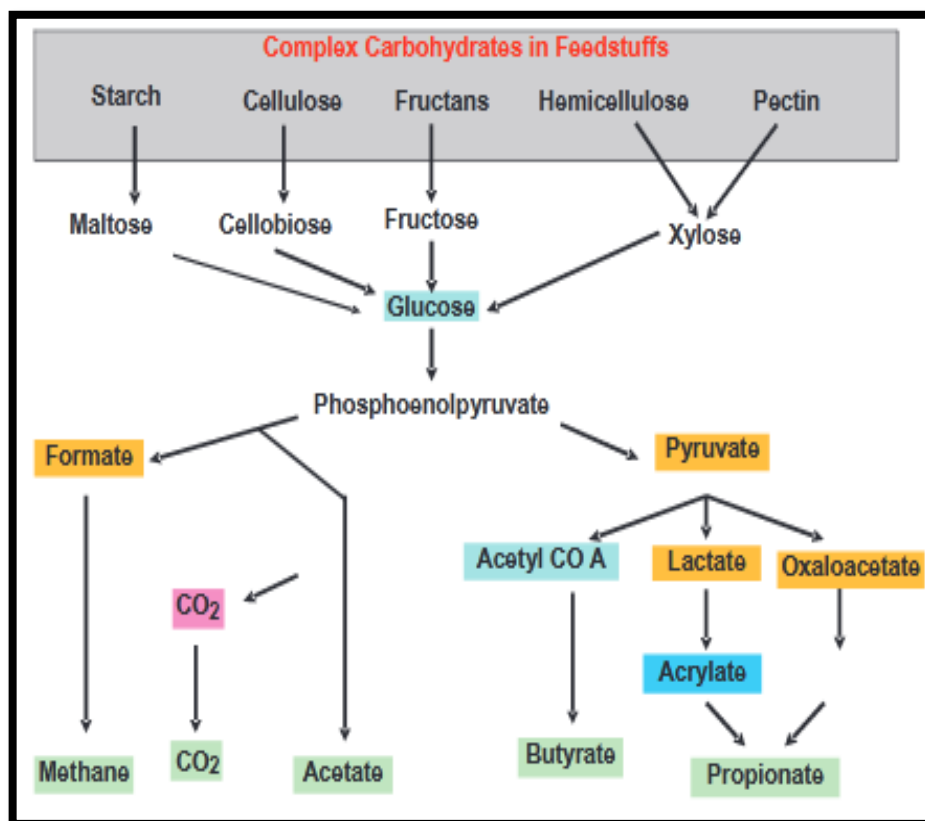 Complex Carbohydrates in Feedstuffs
Starch
Cellulose
Fructans
Hemicellulose
Pectin
Maltose
Cellobiose
Fructose
Xylose
Glucose
Phosphoenolpyruvate
Formate
Pyruvate
Acetyl CO A
Lactate
Oxaloacetate
CO₂
Acrylate
Methane
CO₂
Acetate
Butyrate
Propionate